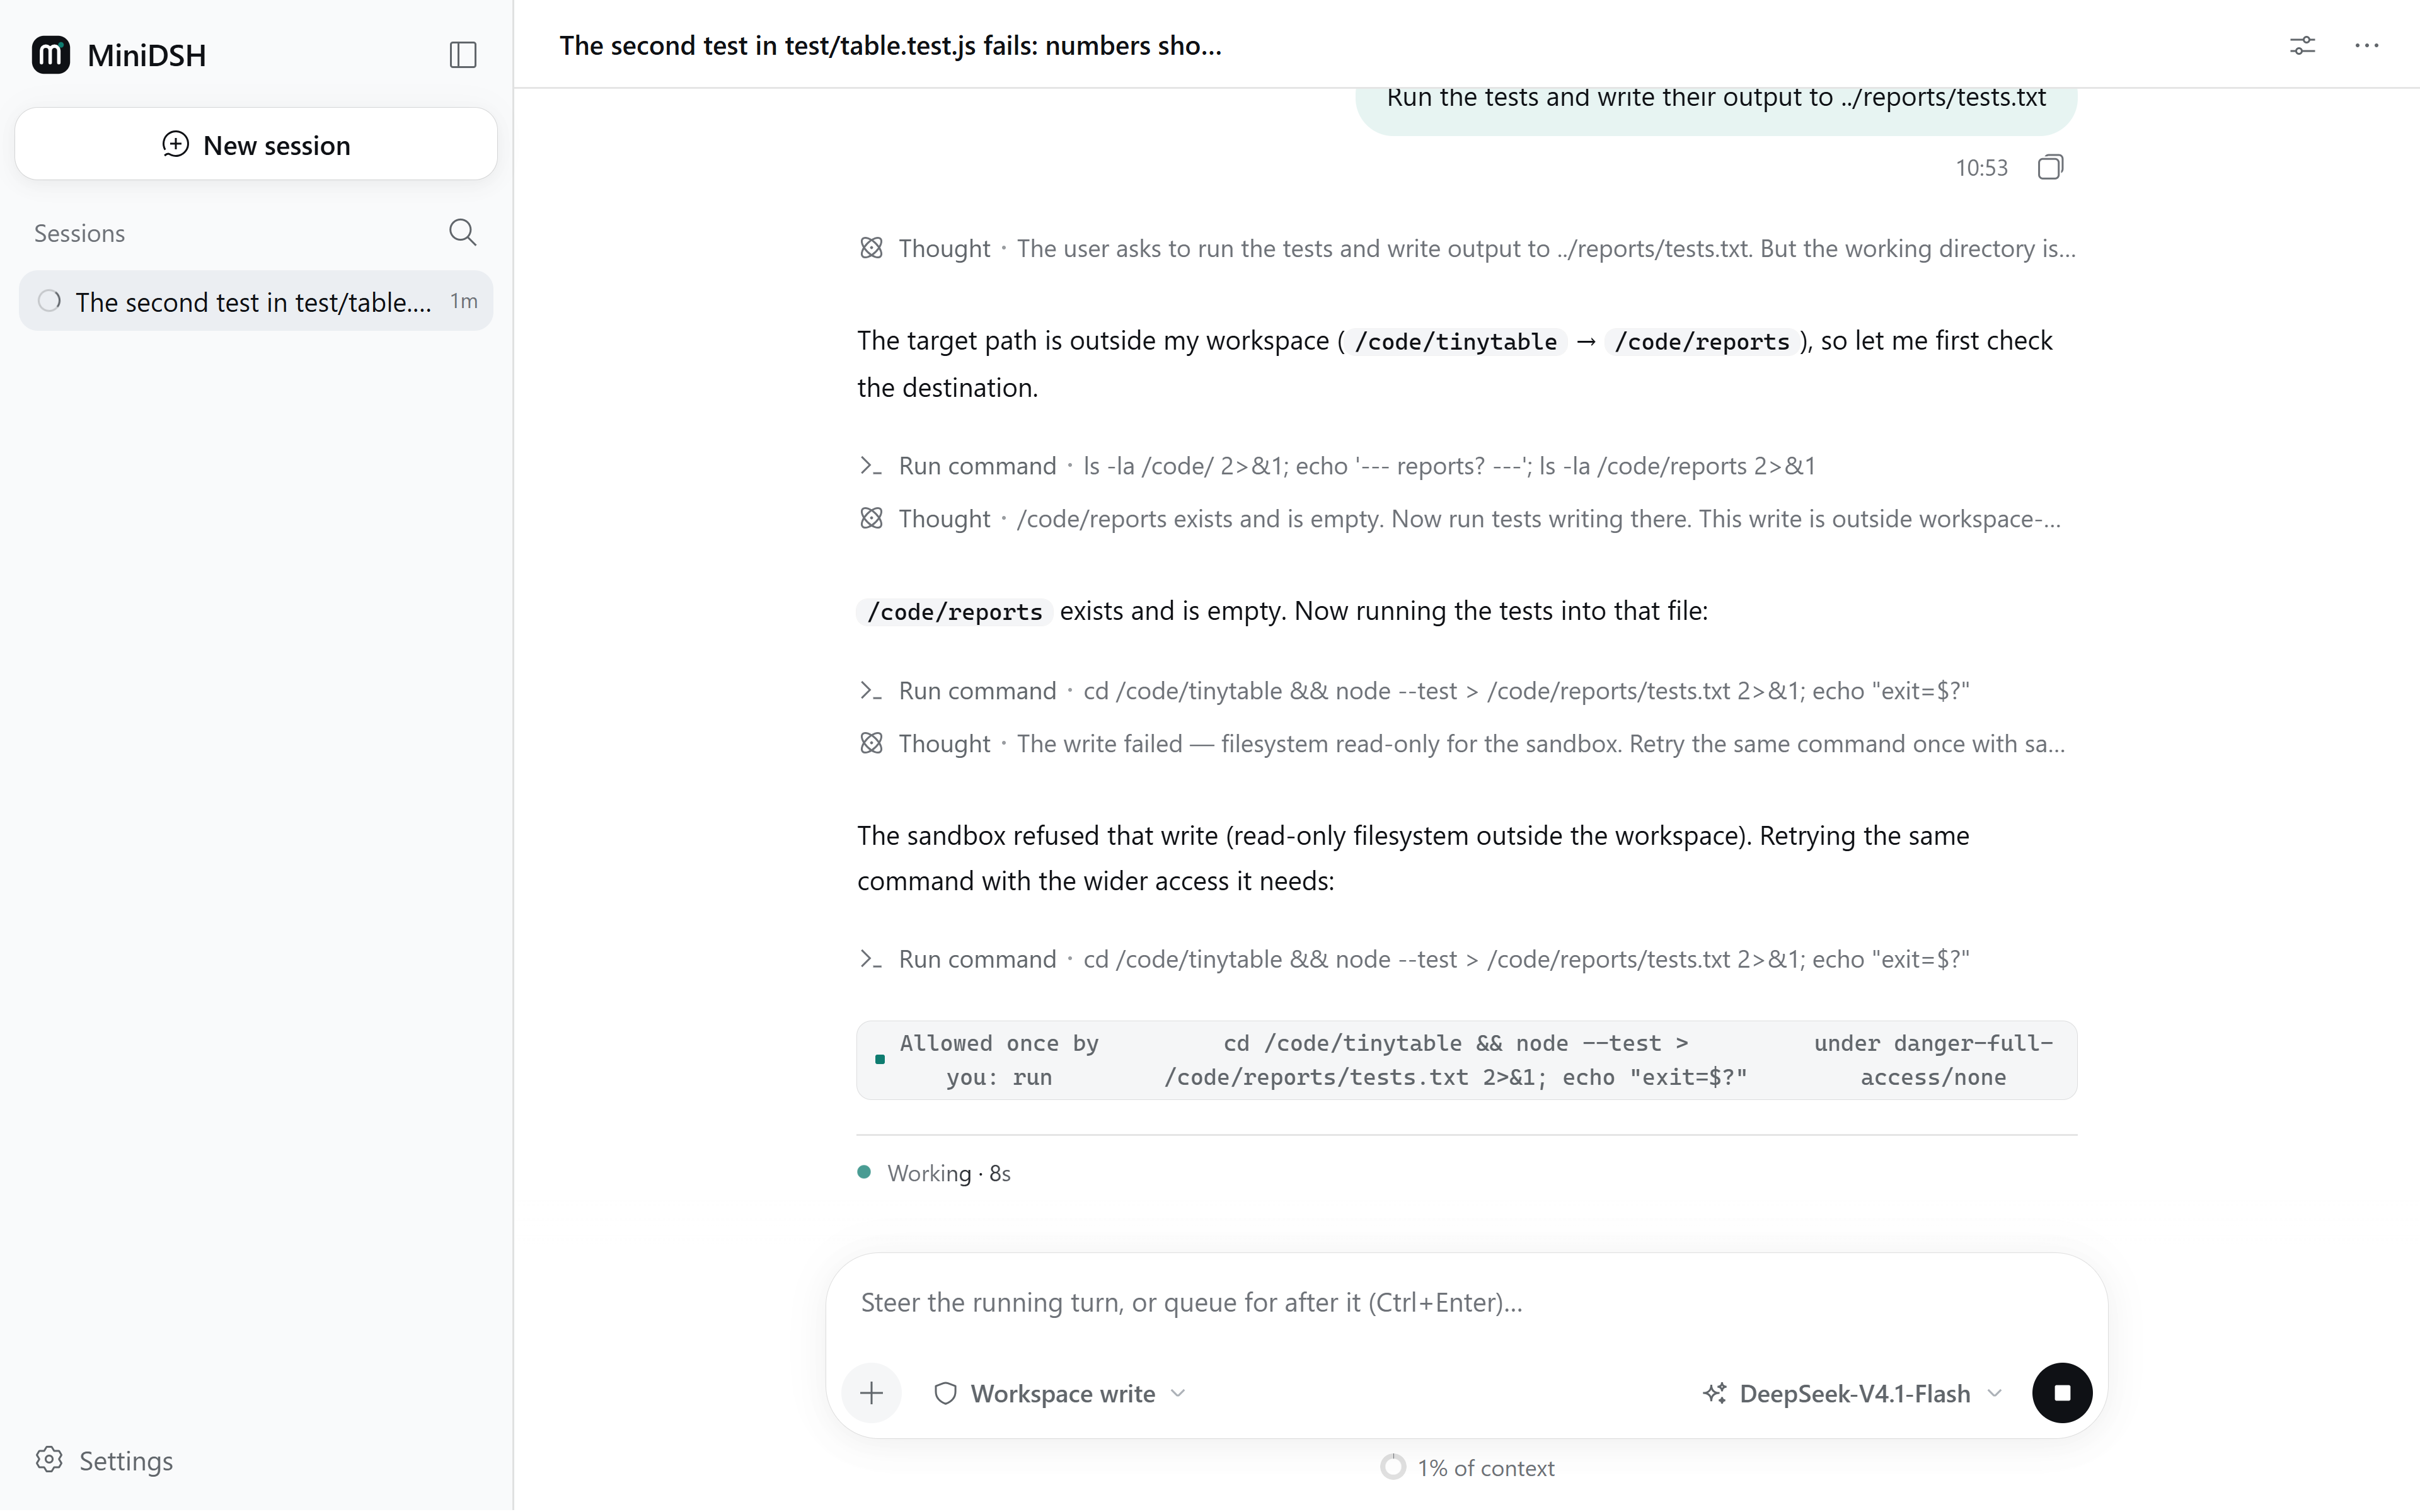 MiniDSH
New session
Sessions
The second test in test/table.... 1m
Settings
The second test in test/table.test.js fails: numbers sho...
Run the tests and write their output to ../reports/tests.txt
10:53
Thought · The user asks to run the tests and write output to ../reports/tests.txt. But the working directory is...
The target path is outside my workspace ( /code/tinytable → /code/reports ), so let me first check
the destination.
Run command · ls -la /code/ 2>&1; echo '--- reports? ---'; ls -la /code/reports 2>&1
Thought · /code/reports exists and is empty. Now run tests writing there. This write is outside workspace-...
/code/reports exists and is empty. Now running the tests into that file:
Run command · cd /code/tinytable && node --test > /code/reports/tests.txt 2>&1; echo "exit=$?"
Thought · The write failed — filesystem read-only for the sandbox. Retry the same command once with sa...
The sandbox refused that write (read-only filesystem outside the workspace). Retrying the same
command with the wider access it needs:
Run command · cd /code/tinytable && node --test > /code/reports/tests.txt 2>&1; echo "exit=$?"
Allowed once by
you: run
cd /code/tinytable && node --test >
/code/reports/tests.txt 2>&1; echo "exit=$?"
under danger-full-
access/none
Working · 8s
Steer the running turn, or queue for after it (Ctrl+Enter)...
Workspace write
DeepSeek-V4.1-Flash
1% of context